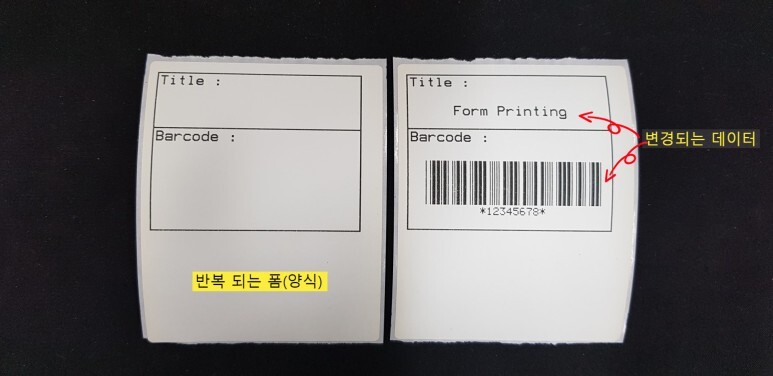 Title :
Barcode :
반복 되는 폼(양식)
Title :
Form Printing
Barcode :
*12345678*
변경되는 데이터